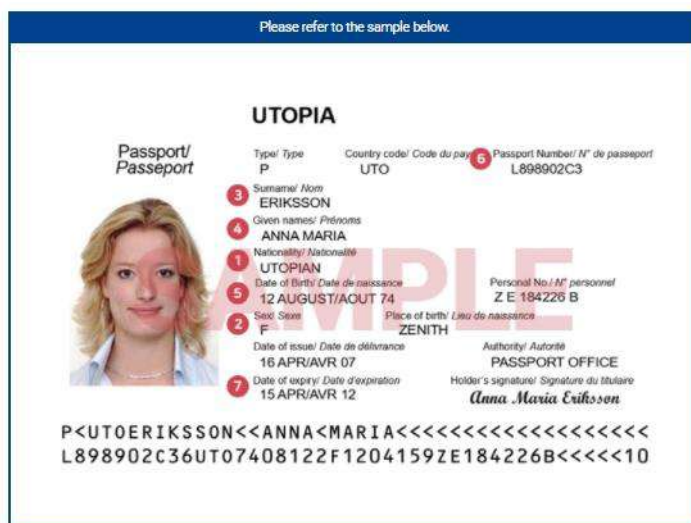 Please refer to the sample below.
UTOPIA
Passport/
Passeport
Type/ Type
Country code/ Code du pay
6 Passport Number/ N° de passeport
P
UTO
L898902C3
3 Surname/ Nom
ERIKSSON
4 Given names/ Prénoms
ANNA MARIA
1 Nationality/ Nationalité
UTOPIAN
SAMPLE
5 Date of Birth/ Date de naissance
Personal No./ N° personnel
12 AUGUST/AOUT 74
Z E 184226 B
2 Sex/ Sexe
Place of birth/ Lieu de naissance
F
ZENITH
Date of issue/ Date de délivrance
Authority/ Autorité
16 APR/AVR 07
PASSPORT OFFICE
7 Date of expiry/ Date d'expiration
Holder's signature/ Signature du titulaire
15 APR/AVR 12
Anna Maria Eriksson
P<UTOERIKSSON<<ANNA<MARIA<<<<<<<<<<<<<<<<<<<
L898902C36UTO7408122F1204159ZE184226B<<<<<10